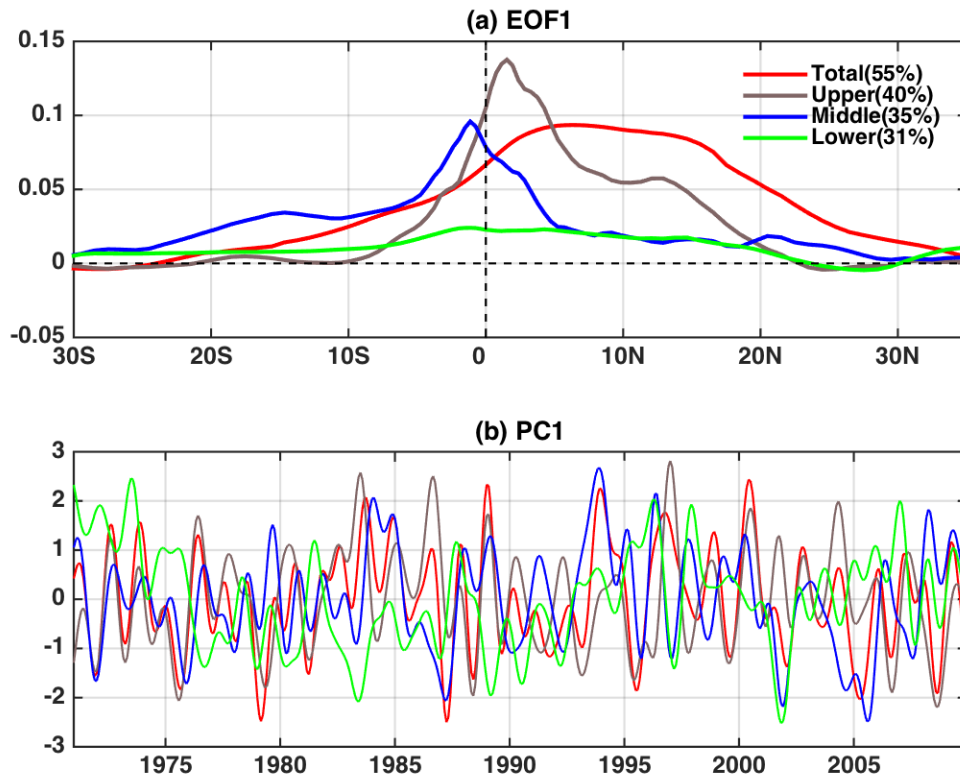 (a) EOF1
0.15
0.1
0.05
0
-0.05
Total(55%)
Upper(40%)
Middle(35%)
Lower(31%)
30S 20S 10S 0 10N 20N 30N
(b) PC1
3
2
1
0
-1
-2
-3
1975 1980 1985 1990 1995 2000 2005